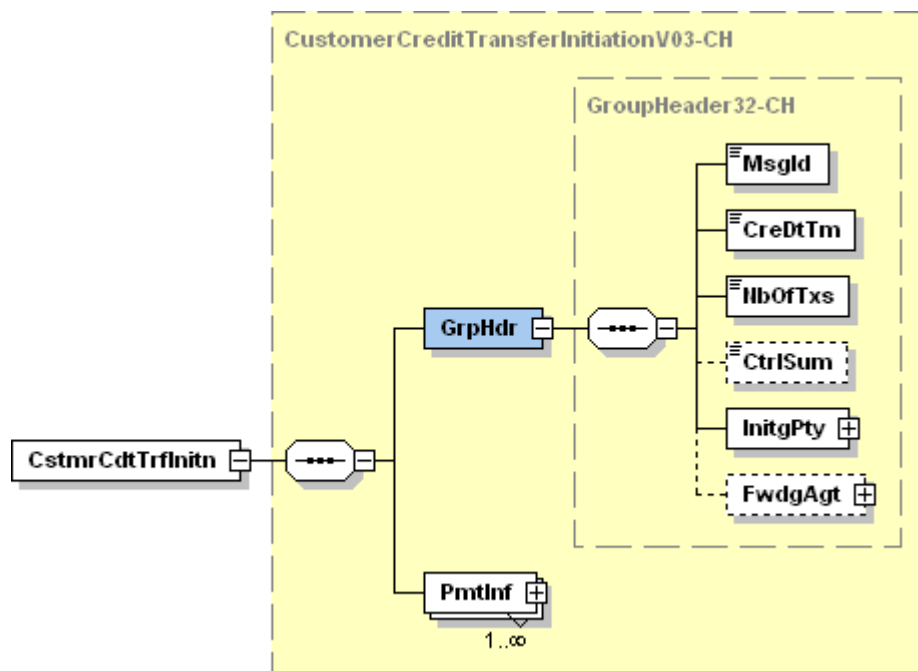 CustomerCreditTransferInitiationV03-CH
GroupHeader32-CH
MsgId
CreDtTm
NbOfTxs
GrpHdr
CtrlSum
InitgPty
CstmrCdtTrfInitn
FwdgAgt
PmtInf
1..∞